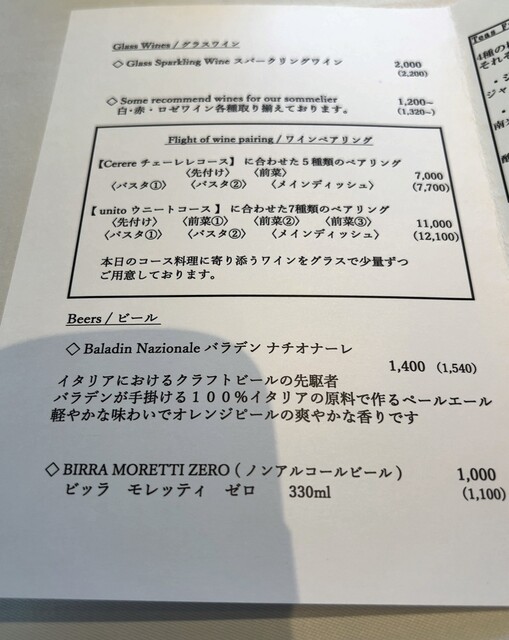 Glass Wines / グラスワイン
◇ Glass Sparkling Wine スパークリングワイン 2,000
(2,200)
◇ Some recommend wines for our sommelier 1,200~
白・赤・ロゼワイン各種取り揃えております。 (1,320~)
Flight of wine pairing / ワインペアリング
【Cerere チェーレレコース】 に合わせた5種類のペアリング
〈先付け〉 〈前菜〉 7,000
〈パスタ①〉 〈パスタ②〉 〈メインディッシュ〉 (7,700)
【 unito ウニートコース 】 に合わせた7種類のペアリング
〈先付け〉 〈前菜①〉 〈前菜②〉 〈前菜③〉 11,000
〈パスタ①〉 〈パスタ②〉 〈メインディッシュ〉 (12,100)
本日のコース料理に寄り添うワインをグラスで少量ずつ
ご用意しております。
Beers / ビール
◇ Baladin Nazionale バラデン ナチオナーレ
1,400 (1,540)
イタリアにおけるクラフトビールの先駆者
バラデンが手掛ける100%イタリアの原料で作るペールエール
軽やかな味わいでオレンジピールの爽やかな香りです
◇ BIRRA MORETTI ZERO ( ノンアルコールビール ) 1,000
ビッラ モレッティ ゼロ 330ml (1,100)
Teas
4種の
それぞ
ジャ
南米